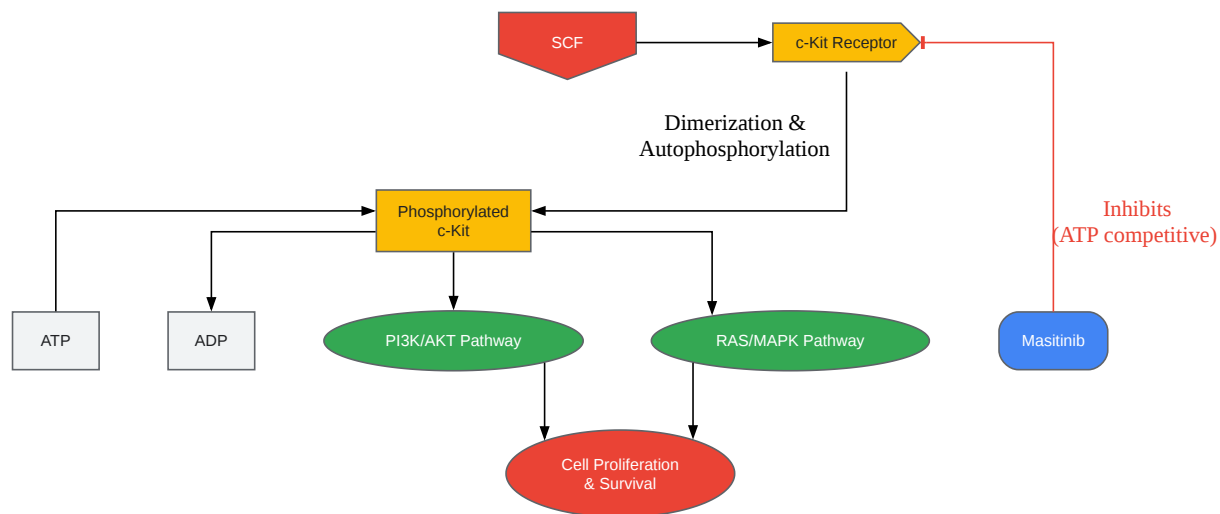 SCF
c-Kit Receptor
Dimerization &
Autophosphorylation
Phosphorylated
c-Kit
Inhibits
(ATP competitive)
ATP
ADP
PI3K/AKT Pathway
RAS/MAPK Pathway
Masitinib
Cell Proliferation
& Survival